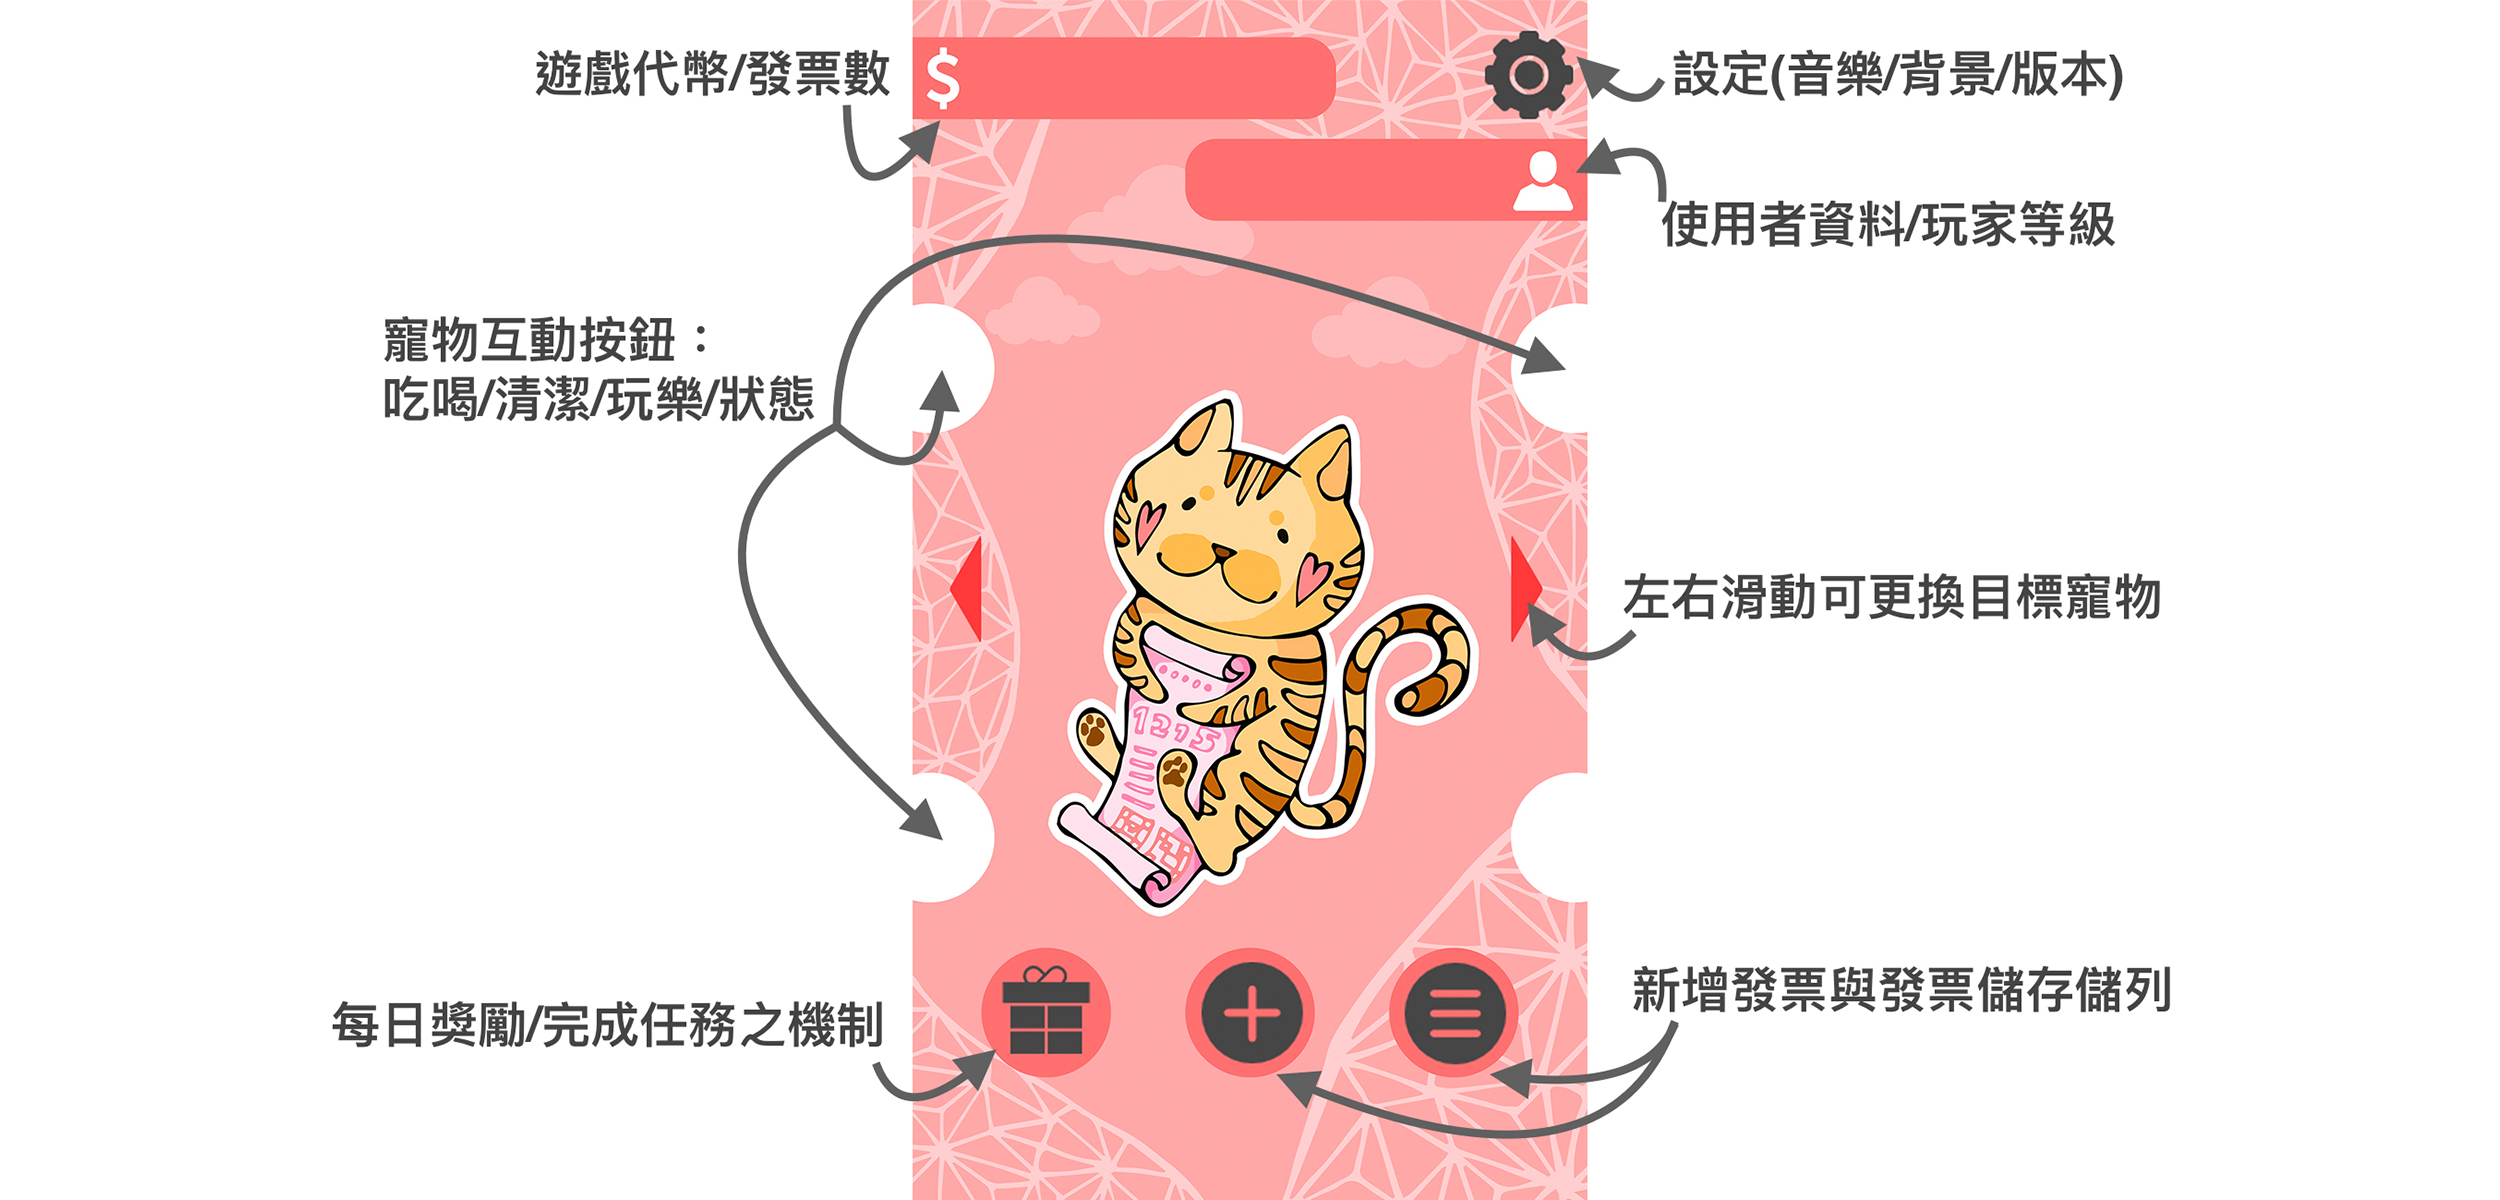 遊戲代幣/發票數
$
設定(音樂/背景/版本)
使用者資料/玩家等級
寵物互動按鈕：
吃喝/清潔/玩樂/狀態
左右滑動可更換目標寵物
新增發票與發票儲存儲列
每日獎勵/完成任務之機制